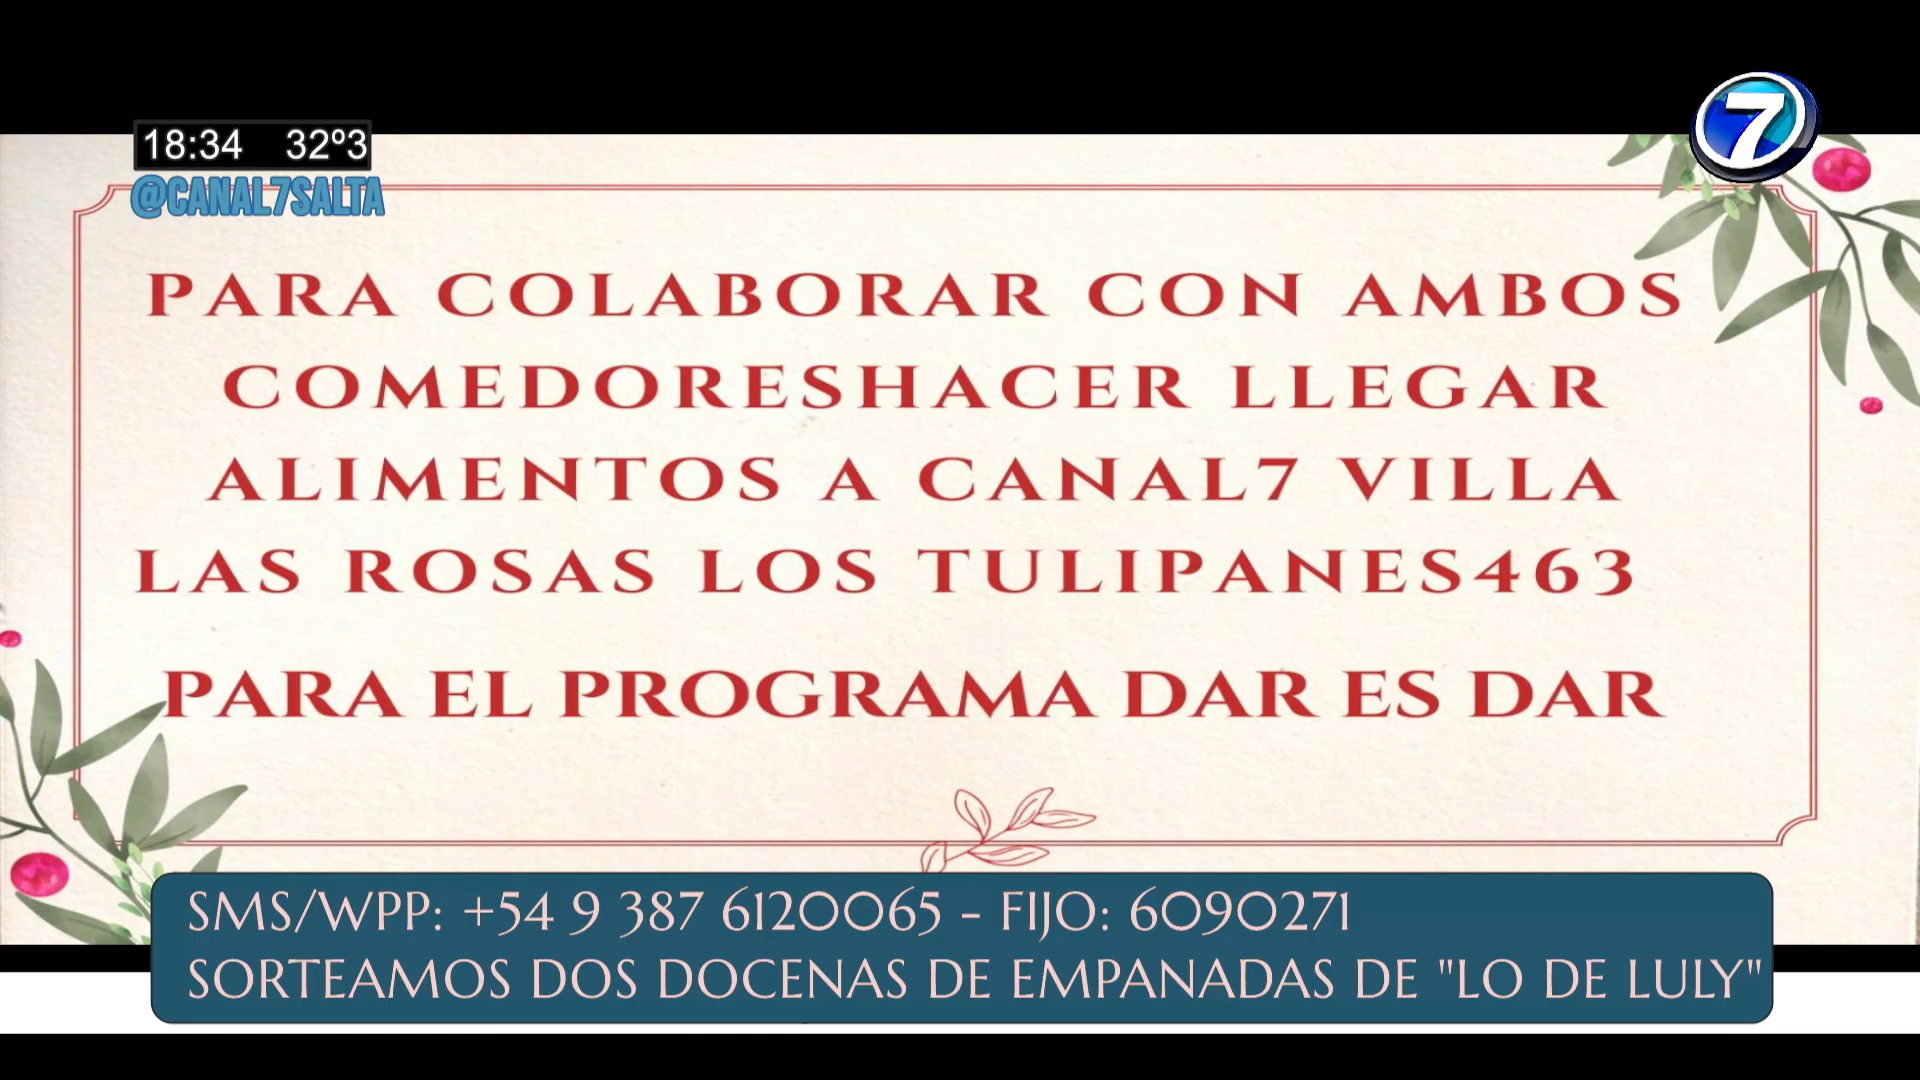 18:34 32º3
@CANAL7SALTA
7
PARA COLABORAR CON AMBOS
COMEDORESHACER LLEGAR
ALIMENTOS A CANAL7 VILLA
LAS ROSAS LOS TULIPANES463
PARA EL PROGRAMA DAR ES DAR
SMS/WPP: +54 9 387 6120065 - FIJO: 6090271
SORTEAMOS DOS DOCENAS DE EMPANADAS DE "LO DE LULY"